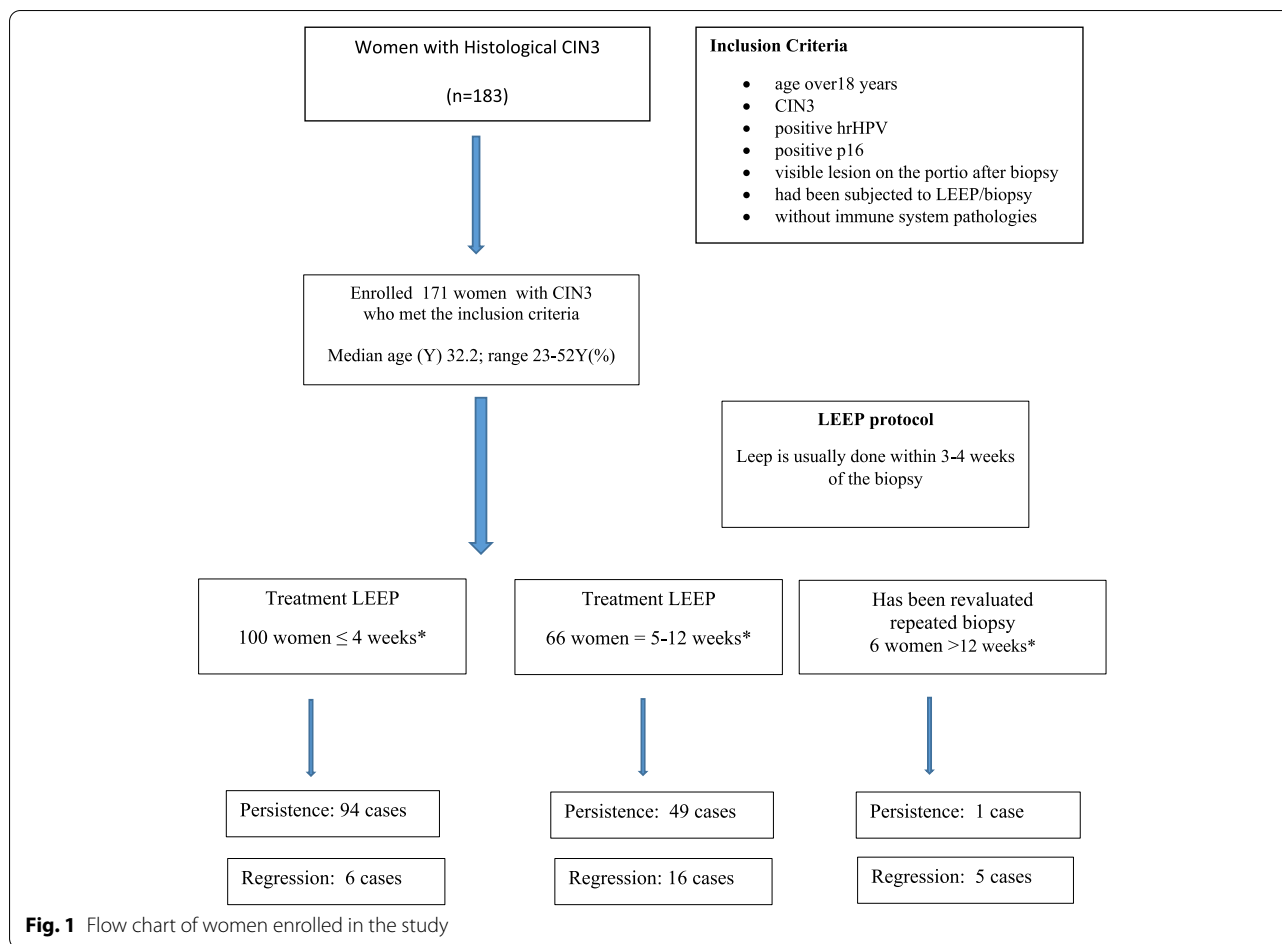 Women with Histological CIN3
(n=183)
Inclusion Criteria
• age over18 years
• CIN3
• positive hrHPV
• positive p16
• visible lesion on the portio after biopsy
• had been subjected to LEEP/biopsy
• without immune system pathologies
Enrolled 171 women with CIN3
who met the inclusion criteria
Median age (Y) 32.2; range 23-52Y(%)
LEEP protocol
Leep is usually done within 3-4 weeks
of the biopsy
Treatment LEEP
100 women ≤ 4 weeks*
Treatment LEEP
66 women = 5-12 weeks*
Has been revaluated
repeated biopsy
6 women >12 weeks*
Persistence: 94 cases
Persistence: 49 cases
Persistence: 1 case
Regression: 6 cases
Regression: 16 cases
Regression: 5 cases
Fig. 1 Flow chart of women enrolled in the study